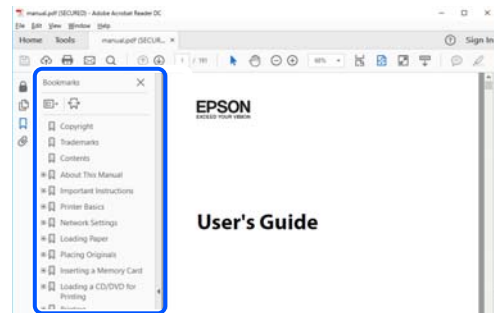 manual.pdf (SECURED) - Adobe Acrobat Reader DC
File Edit View Window Help
Home Tools manual.pdf (SECUR... × Sign In
1 / 191
Bookmarks
Copyright
Trademarks
Contents
About This Manual
Important Instructions
Printer Basics
Network Settings
Loading Paper
Placing Originals
Inserting a Memory Card
Loading a CD/DVD for
Printing
Printing
EPSON
EXCEED YOUR VISION
User's Guide